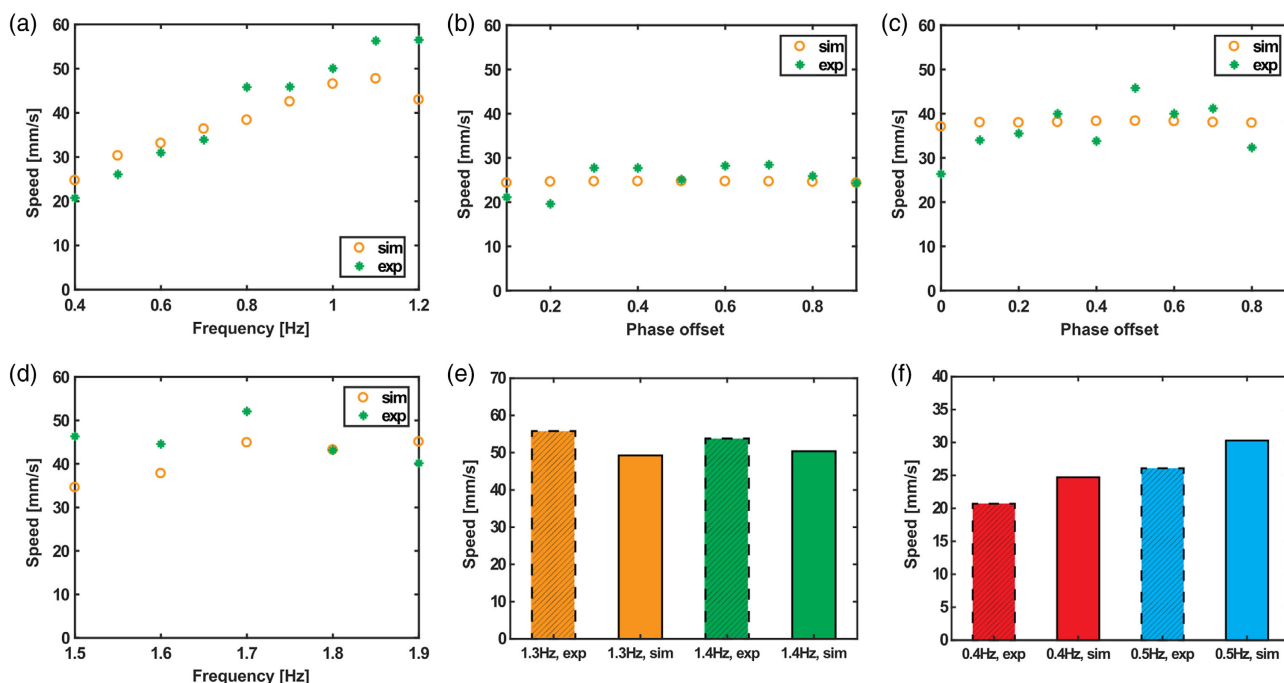 (a)
60
50
40
30
20
10
0
Speed [mm/s]
sim
exp
0.4 0.6 0.8 1 1.2
Frequency [Hz]
(b)
60
50
40
30
20
10
0
Speed [mm/s]
sim
exp
0.2 0.4 0.6 0.8
Phase offset
(c)
60
50
40
30
20
10
0
Speed [mm/s]
sim
exp
0 0.2 0.4 0.6 0.8
Phase offset
(d)
60
50
40
30
20
10
0
Speed [mm/s]
sim
exp
1.5 1.6 1.7 1.8 1.9
Frequency [Hz]
(e)
70
60
50
40
30
20
10
0
Speed [mm/s]
1.3Hz, exp 1.3Hz, sim 1.4Hz, exp 1.4Hz, sim
(f)
40
35
30
25
20
15
10
5
0
Speed [mm/s]
0.4Hz, exp 0.4Hz, sim 0.5Hz, exp 0.5Hz, sim